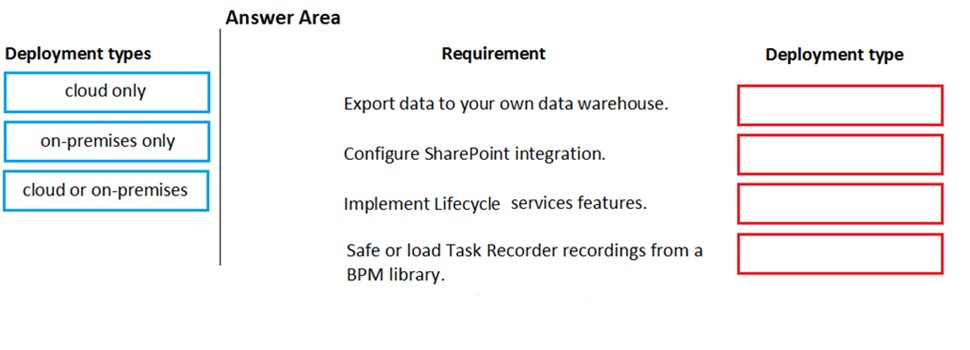 Answer Area
Deployment types
Requirement
Deployment type
cloud only
on-premises only
cloud or on-premises
Export data to your own data warehouse.
Configure SharePoint integration.
Implement Lifecycle services features.
Safe or load Task Recorder recordings from a
BPM library.